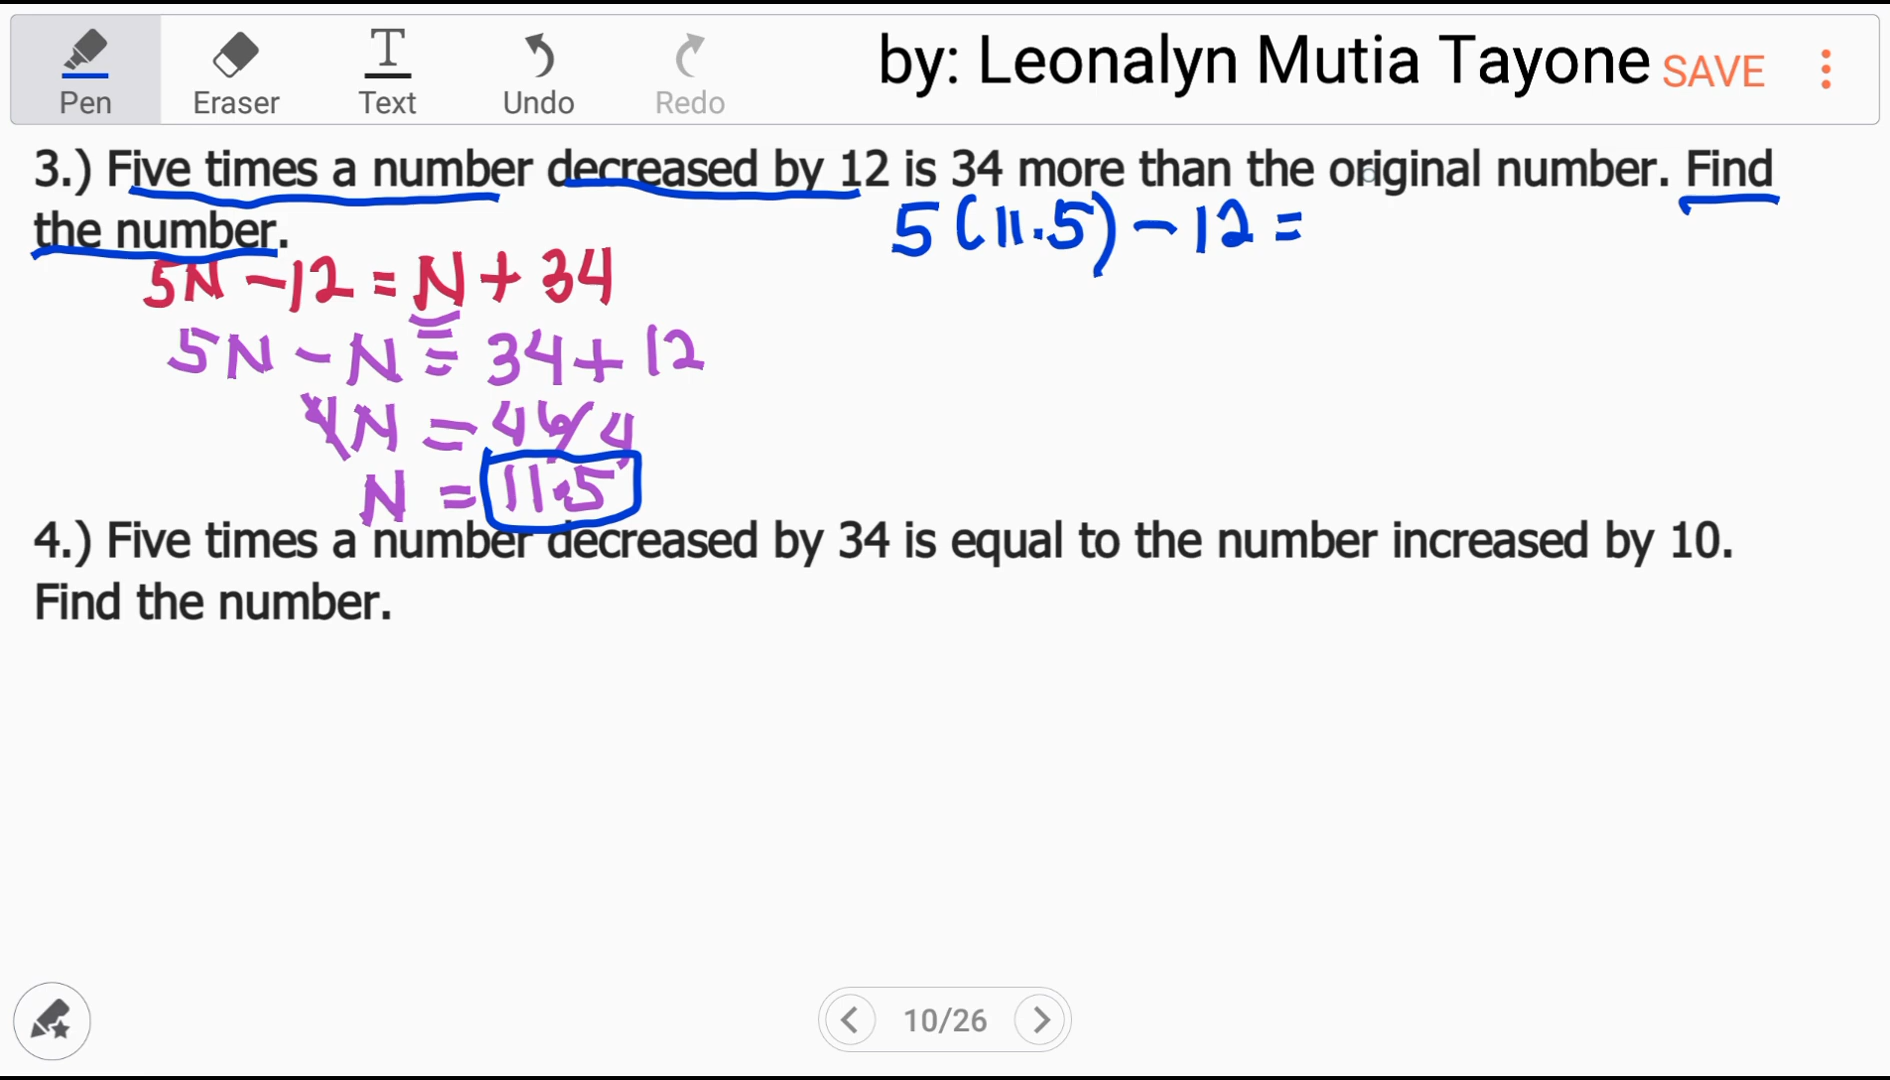 Pen Eraser Text Undo Redo by: Leonalyn Mutia Tayone SAVE
3.) Five times a number decreased by 12 is 34 more than the original number. Find
the number.
5(11.5) - 12 =
5N - 12 = N + 34
5N - N = 34 + 12
4N = 46/4
N = 11.5
4.) Five times a number decreased by 34 is equal to the number increased by 10.
Find the number.
10/26